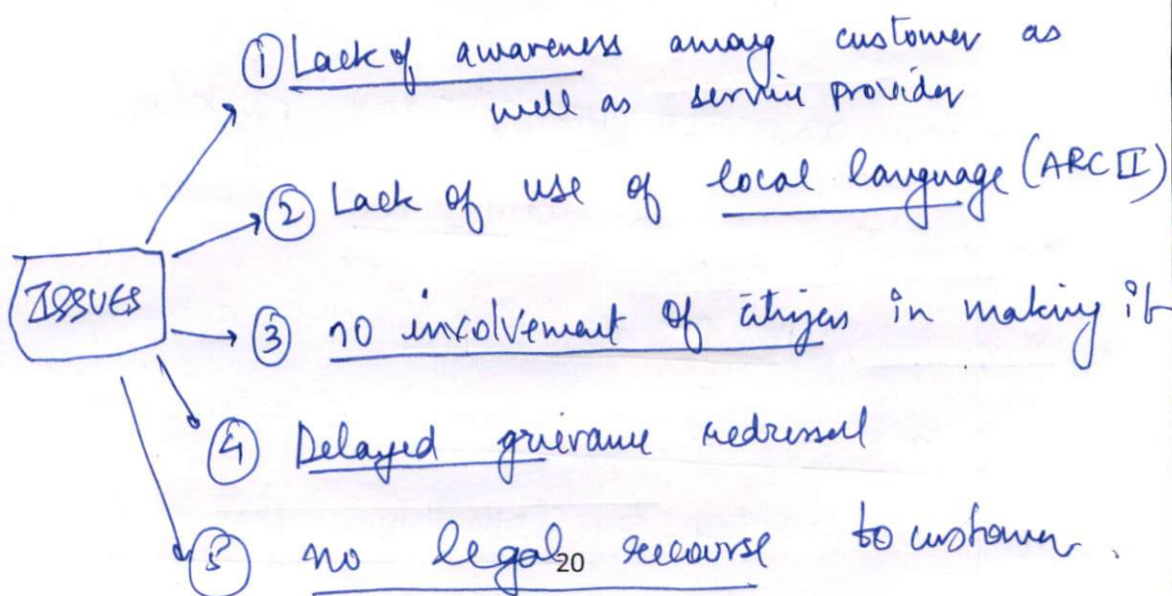 ① Lack of awareness among customer as
well as service provider
② Lack of use of local language (ARC II)
ISSUES
③ no involvement of citizens in making it
④ Delayed grievance redressal
⑤ no legal recourse to customer.
20